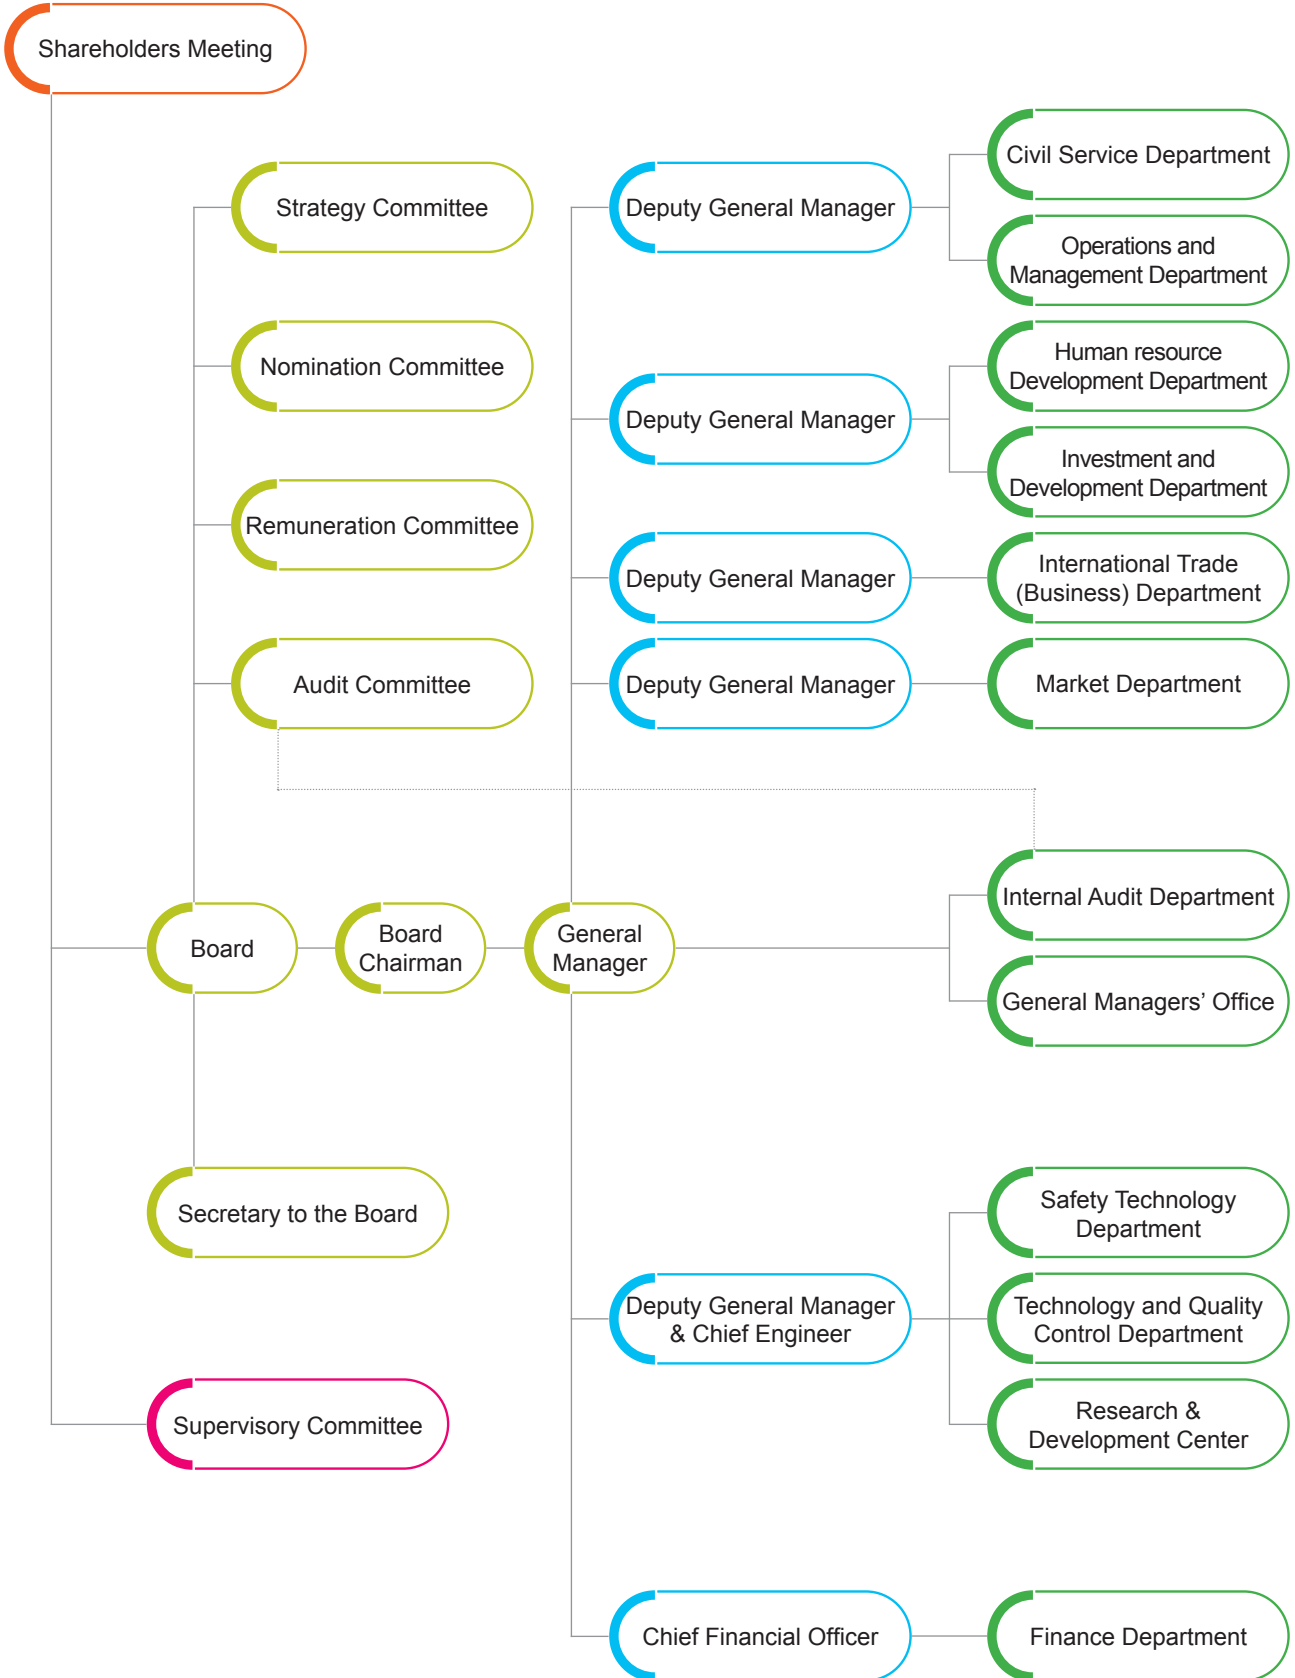 Shareholders Meeting
Strategy Committee
Nomination Committee
Remuneration Committee
Audit Committee
Board
Board
Chairman
General
Manager
Secretary to the Board
Supervisory Committee
Deputy General Manager
Deputy General Manager
Deputy General Manager
Deputy General Manager
Deputy General Manager
& Chief Engineer
Chief Financial Officer
Civil Service Department
Operations and
Management Department
Human resource
Development Department
Investment and
Development Department
International Trade
(Business) Department
Market Department
Internal Audit Department
General Managers’ Office
Safety Technology
Department
Technology and Quality
Control Department
Research &
Development Center
Finance Department